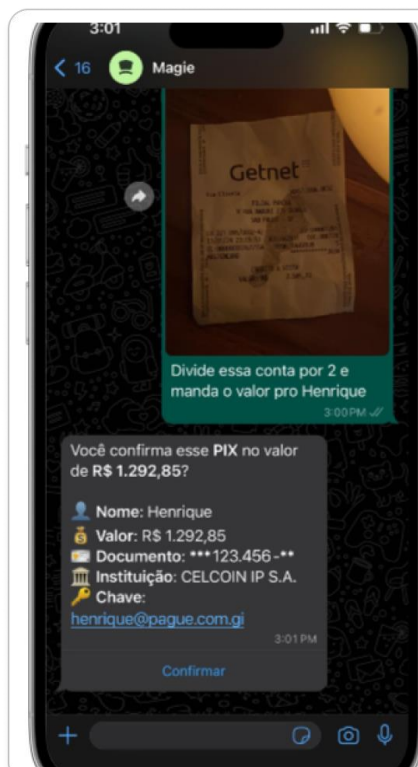 3:01
16
Magie
Getnet
Divide essa conta por 2 e
manda o valor pro Henrique
3:00 PM
Você confirma esse PIX no valor
de R$ 1.292,85?
Nome: Henrique
Valor: R$ 1.292,85
Documento: ***123.456-**
Instituição: CELCOIN IP S.A.
Chave:
henrique@pague.com.gi
3:01 PM
Confirmar